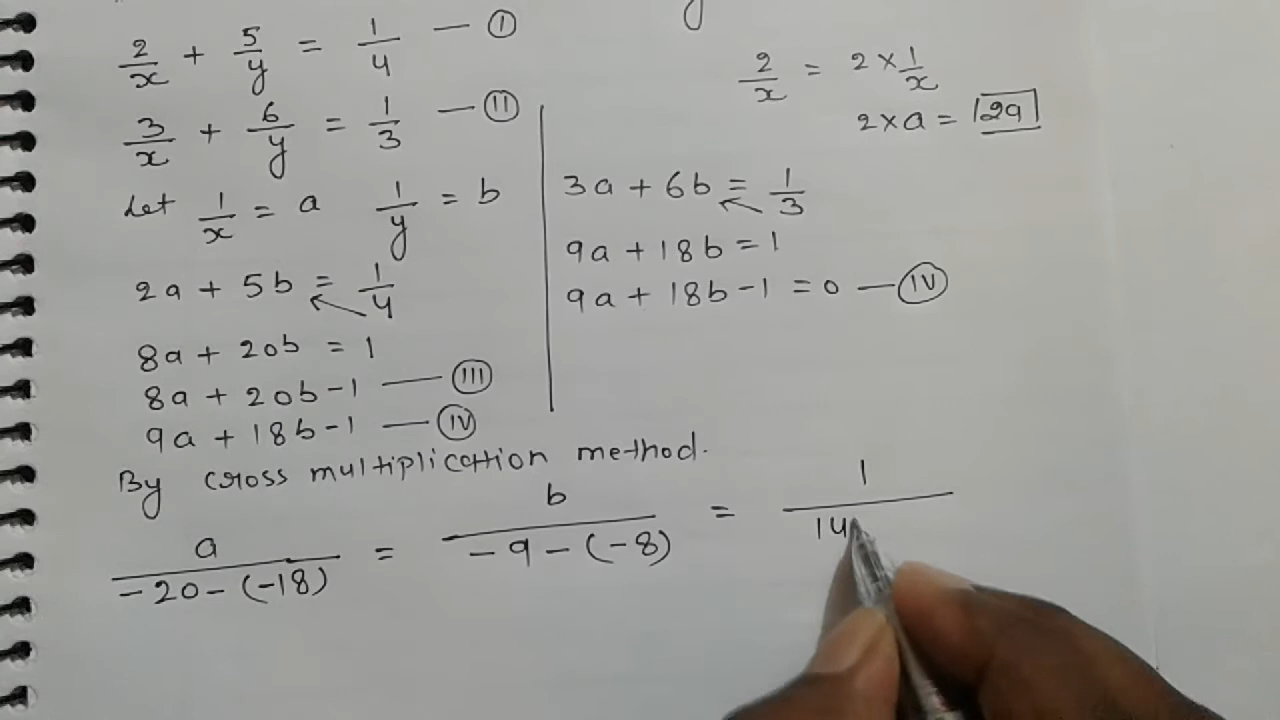 2/x + 5/y = 1/4 — (I)
3/x + 6/y = 1/3 — (II)
Let 1/x = a 1/y = b
2a + 5b = 1/4
8a + 20b = 1
8a + 20b - 1 — (III)
9a + 18b - 1 — (IV)
2/x = 2 × 1/x
2 × a = 2a
3a + 6b = 1/3
9a + 18b = 1
9a + 18b - 1 = 0 — (IV)
By cross multiplication method.
a/-20-(-18) = b/-9-(-8) = 1/14